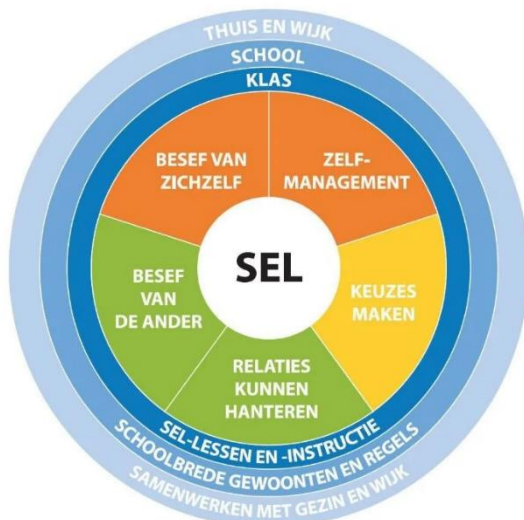 THUIS EN WIJK
SCHOOL
KLAS
BESEF VAN
ZICHZELF
ZELF-
MANAGEMENT
SEL
BESEF
VAN
DE ANDER
KEUZES
MAKEN
RELATIES
KUNNEN
HANTEREN
SEL-LESSEN EN -INSTRUCTIE
SCHOOLBREDE GEWOONTEN EN REGELS
SAMENWERKEN MET GEZIN EN WIJK